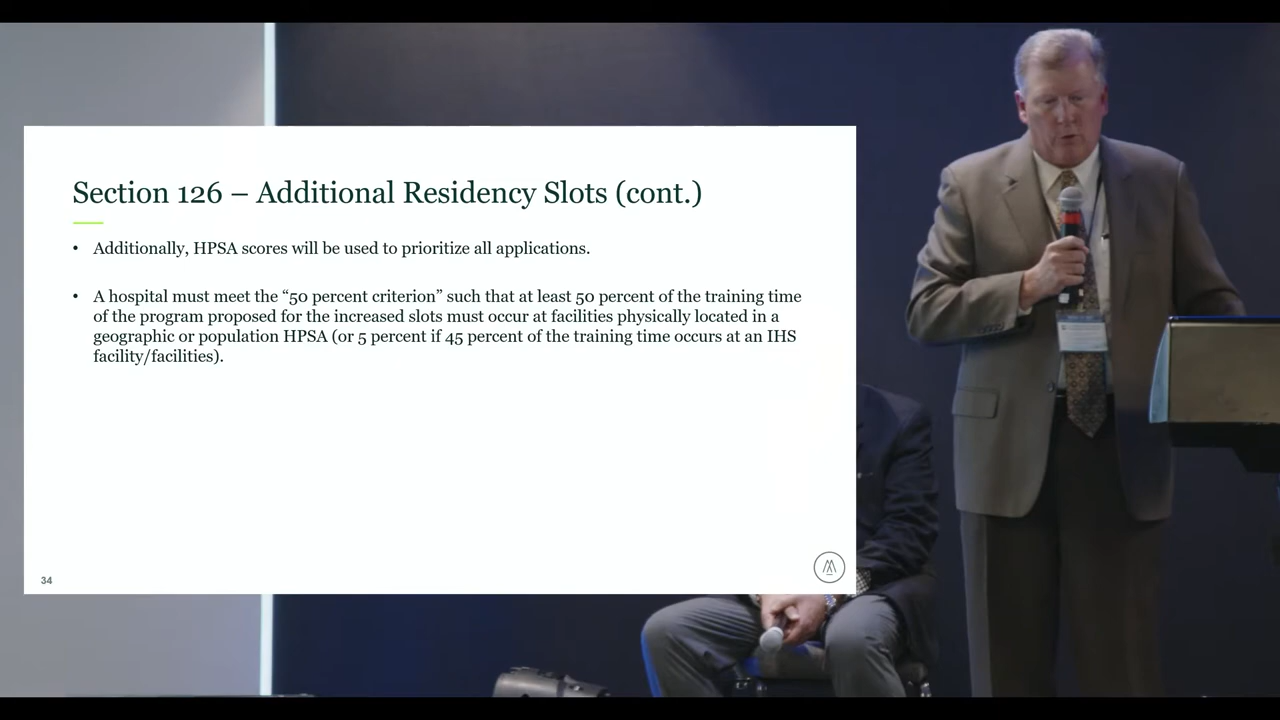 Section 126 – Additional Residency Slots (cont.)
• Additionally, HPSA scores will be used to prioritize all applications.
• A hospital must meet the “50 percent criterion” such that at least 50 percent of the training time
of the program proposed for the increased slots must occur at facilities physically located in a
geographic or population HPSA (or 5 percent if 45 percent of the training time occurs at an IHS
facility/facilities).
34